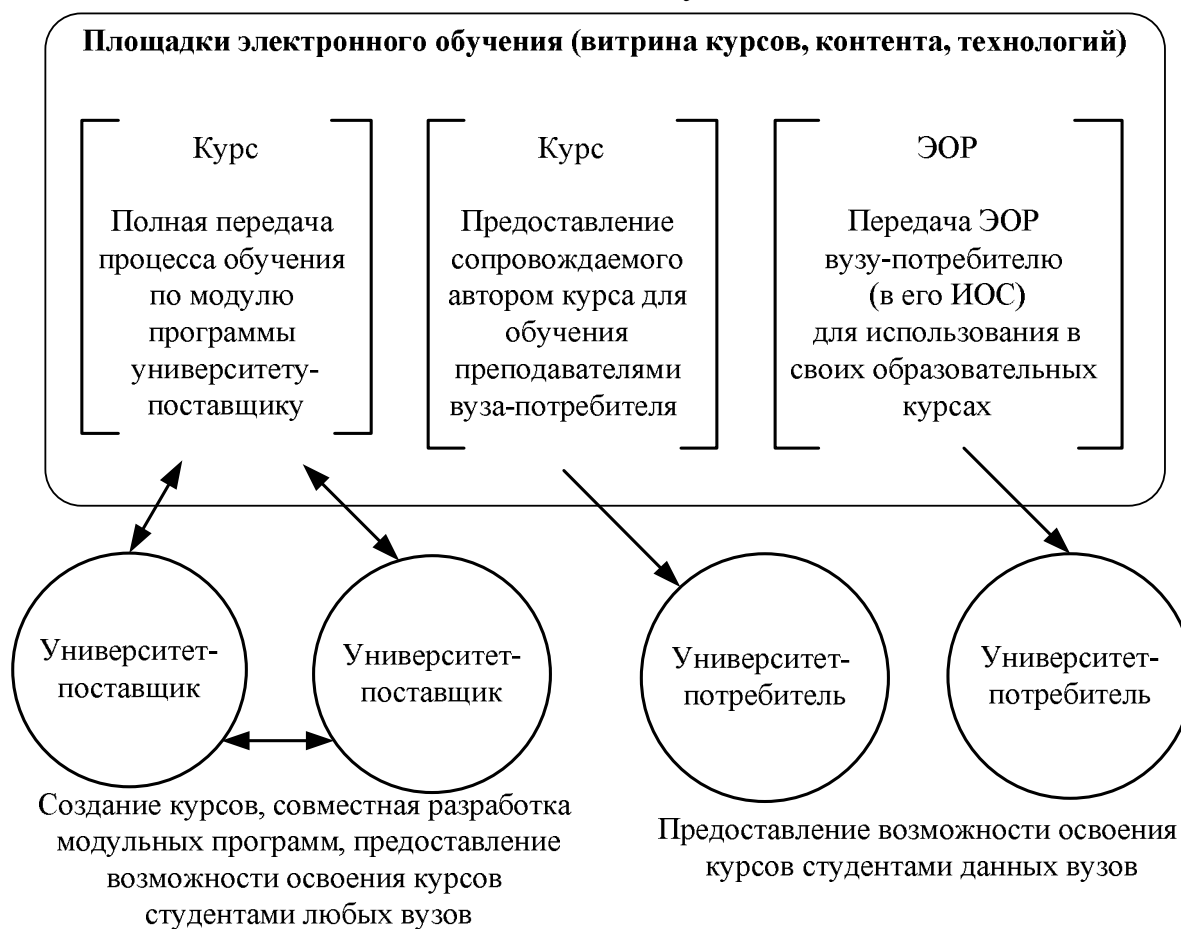 Площадки электронного обучения (витрина курсов, контента, технологий)
Курс
Полная передача
процесса обучения
по модулю
программы
университету-
поставщику
Курс
Предоставление
сопровождаемого
автором курса для
обучения
преподавателями
вуза-потребителя
ЭОР
Передача ЭОР
вузу-потребителю
(в его ИОС)
для использования в
своих образовательных
курсах
Университет-
поставщик
Университет-
поставщик
Университет-
потребитель
Университет-
потребитель
Создание курсов, совместная разработка
модульных программ, предоставление
возможности освоения курсов
студентами любых вузов
Предоставление возможности освоения
курсов студентами данных вузов